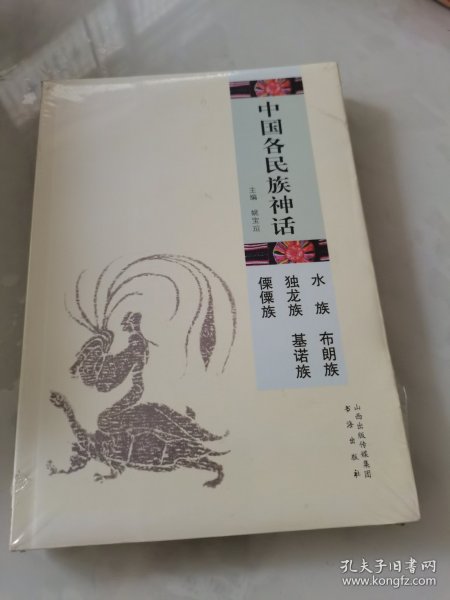 中国各民族神话
主编 姚宝瑄
水族 布朗族
独龙族 基诺族
傈僳族
山西出版传媒集团
书海出版社
孔夫子旧书网
www.kongfz.com